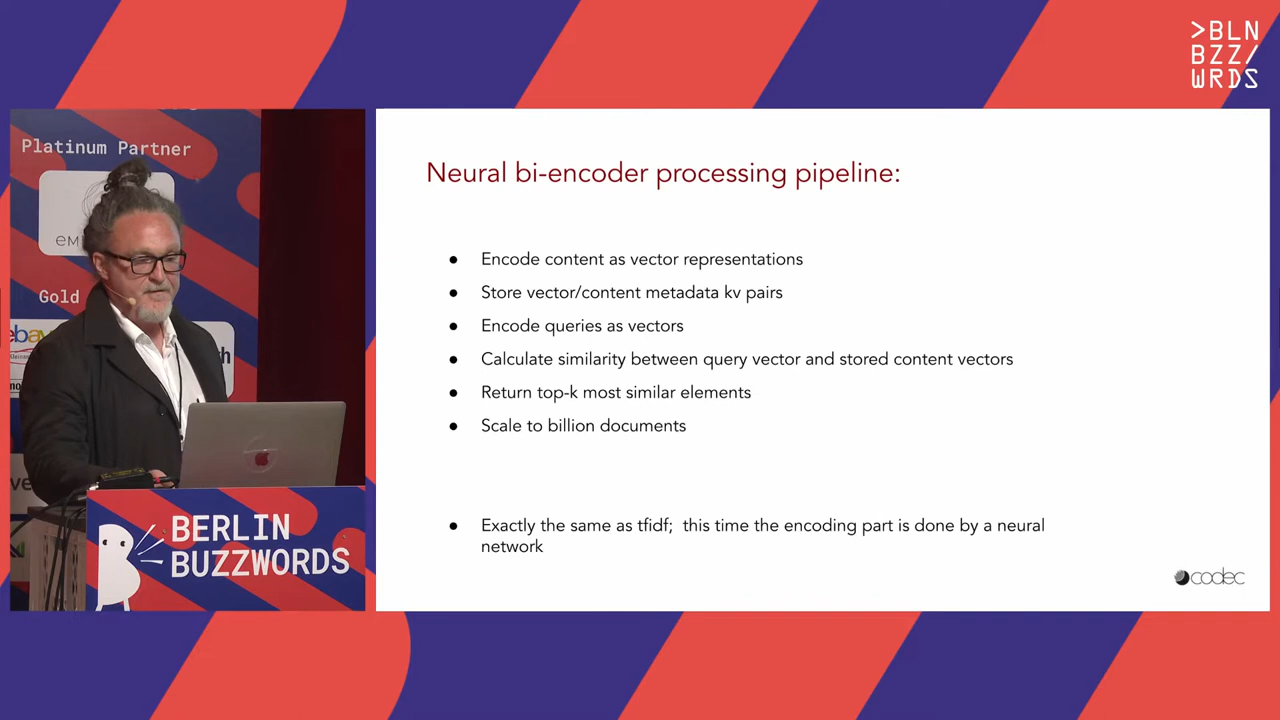 >BLN
BZZ/
WRDS
Platinum Partner
Gold
ebay
BERLIN
BUZZWORDS
Neural bi-encoder processing pipeline:
● Encode content as vector representations
● Store vector/content metadata kv pairs
● Encode queries as vectors
● Calculate similarity between query vector and stored content vectors
● Return top-k most similar elements
● Scale to billion documents
● Exactly the same as tfidf;  this time the encoding part is done by a neural
network
codec